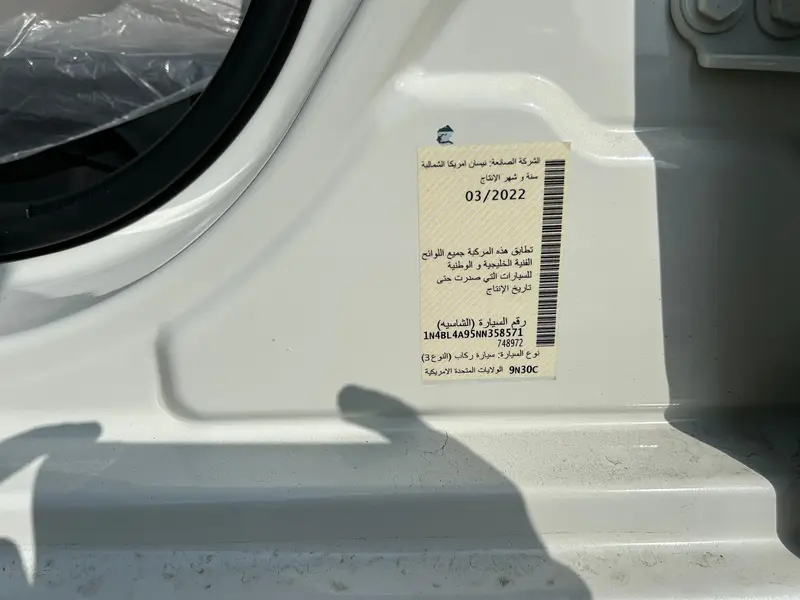 الشركة الصانعة: نيسان امريكا الشمالية
سنة و شهر الإنتاج
03/2022
تطابق هذه المركبة جميع اللوائح
الفنية الخليجية و الوطنية
للسيارات التي صدرت حتى
تاريخ الإنتاج
رقم السيارة (الشاسيه)
1N4BL4A95NN358571
748972
نوع السيارة: سيارة ركاب (النوع 3)
9N30C الولايات المتحدة الامريكية